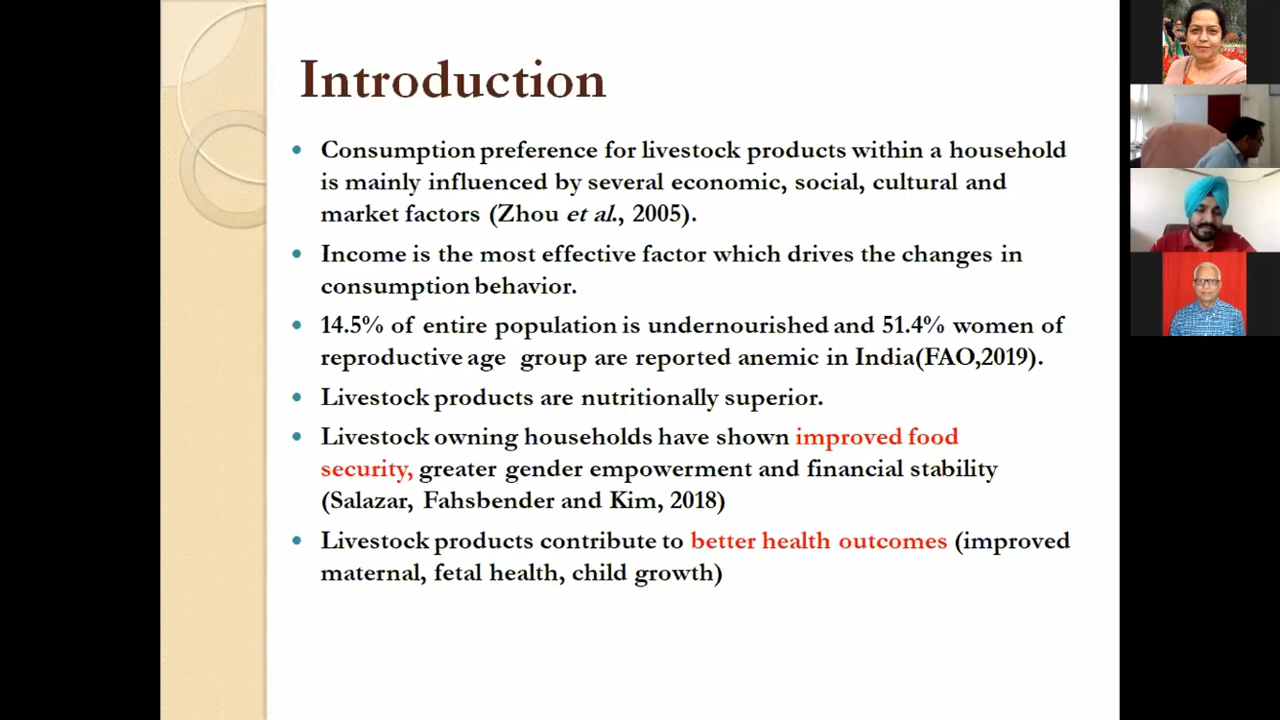 Introduction
Consumption preference for livestock products within a household
is mainly influenced by several economic, social, cultural and
market factors (Zhou et al., 2005).
Income is the most effective factor which drives the changes in
consumption behavior.
14.5% of entire population is undernourished and 51.4% women of
reproductive age group are reported anemic in India(FAO,2019).
Livestock products are nutritionally superior.
Livestock owning households have shown improved food
security, greater gender empowerment and financial stability
(Salazar, Fahsbender and Kim, 2018)
Livestock products contribute to better health outcomes (improved
maternal, fetal health, child growth)